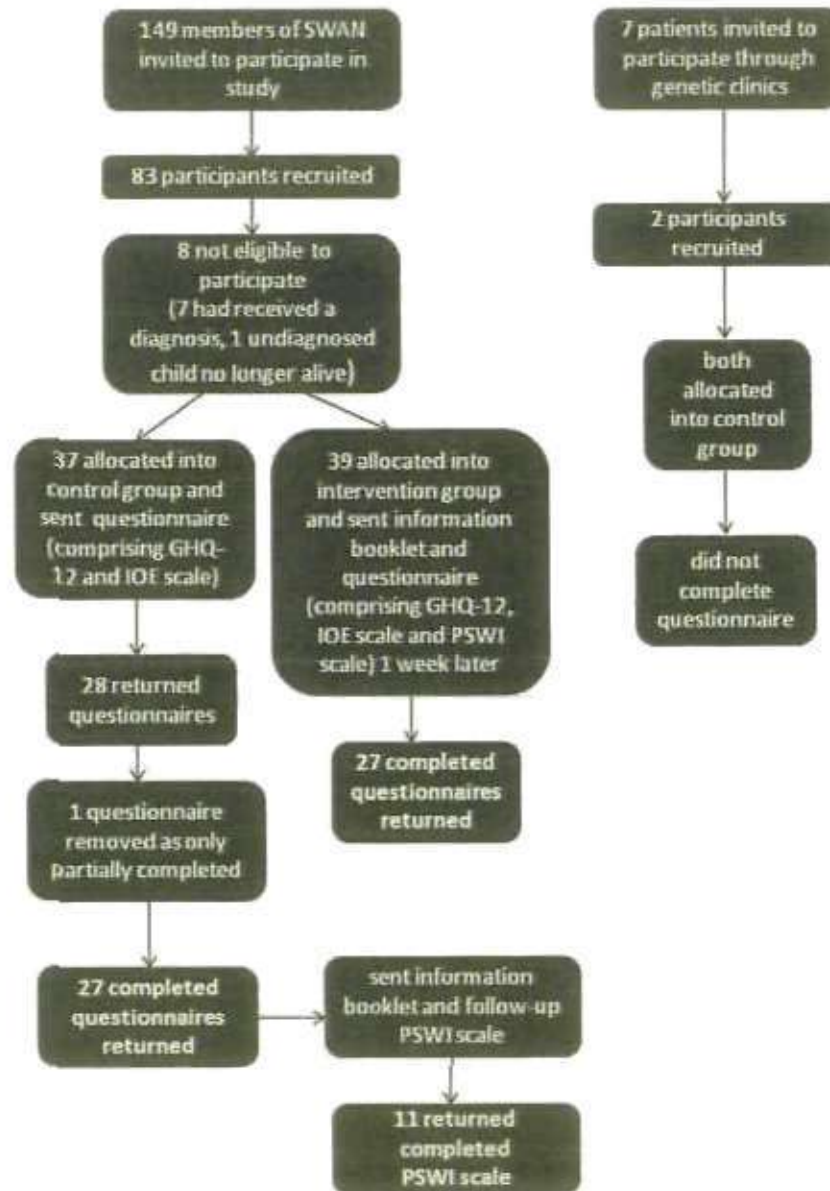 149 members of SWAN
invited to participate in
study
7 patients invited to
participate through
genetic clinics
83 participants recruited
2 participants
recruited
8 not eligible to
participate
(7 had received a
diagnosis, 1 undiagnosed
child no longer alive)
both
allocated
into control
group
37 allocated into
control group and
sent questionnaire
(comprising GHQ-
12 and IOE scale)
39 allocated into
intervention group
and sent information
booklet and
questionnaire
(comprising GHQ-12,
IOE scale and PSWI
scale) 1 week later
did not
complete
questionnaire
28 returned
questionnaires
27 completed
questionnaires
returned
1 questionnaire
removed as only
partially completed
27 completed
questionnaires
returned
sent information
booklet and follow-up
PSWI scale
11 returned
completed
PSWI scale